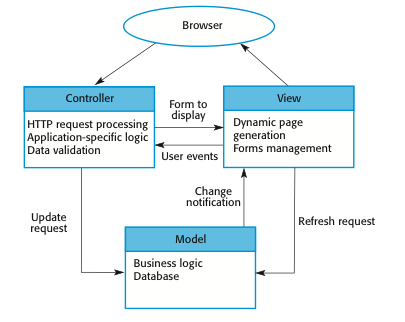 Browser
Controller
HTTP request processing
Application-specific logic
Data validation
Form to
display
User events
View
Dynamic page
generation
Forms management
Update
request
Change
notification
Refresh request
Model
Business logic
Database